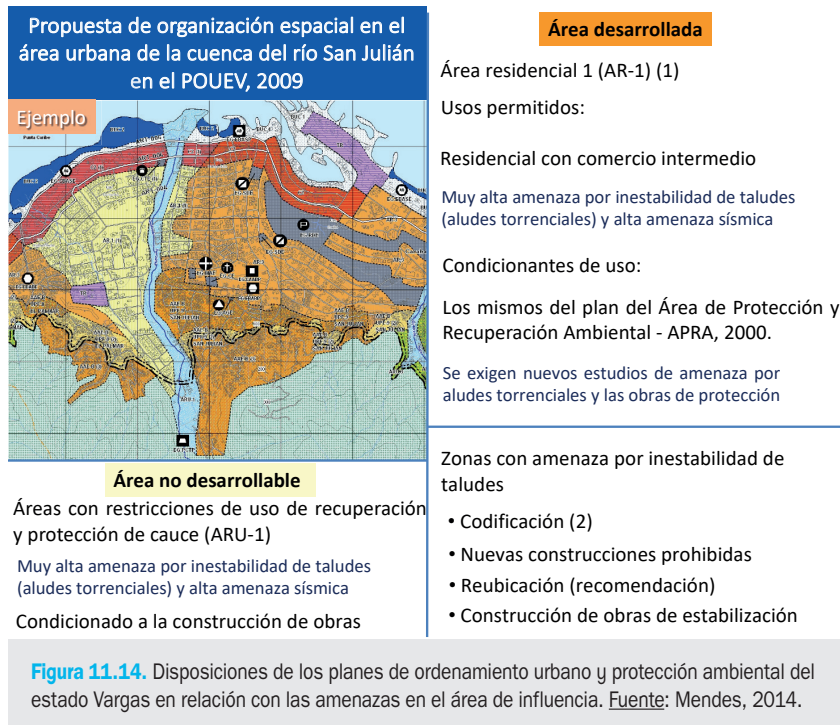 Propuesta de organización espacial en el
área urbana de la cuenca del río San Julián
en el POUEV, 2009
Ejemplo
Punta Caribe
Área no desarrollable
Áreas con restricciones de uso de recuperación
y protección de cauce (ARU-1)
Muy alta amenaza por inestabilidad de taludes
(aludes torrenciales) y alta amenaza sísmica
Condicionado a la construcción de obras
Área desarrollada
Área residencial 1 (AR-1) (1)
Usos permitidos:
Residencial con comercio intermedio
Muy alta amenaza por inestabilidad de taludes
(aludes torrenciales) y alta amenaza sísmica
Condicionantes de uso:
Los mismos del plan del Área de Protección y
Recuperación Ambiental - APRA, 2000.
Se exigen nuevos estudios de amenaza por
aludes torrenciales y las obras de protección
Zonas con amenaza por inestabilidad de
taludes
• Codificación (2)
• Nuevas construcciones prohibidas
• Reubicación (recomendación)
• Construcción de obras de estabilización
Figura 11.14. Disposiciones de los planes de ordenamiento urbano y protección ambiental del
estado Vargas en relación con las amenazas en el área de influencia. Fuente: Mendes, 2014.